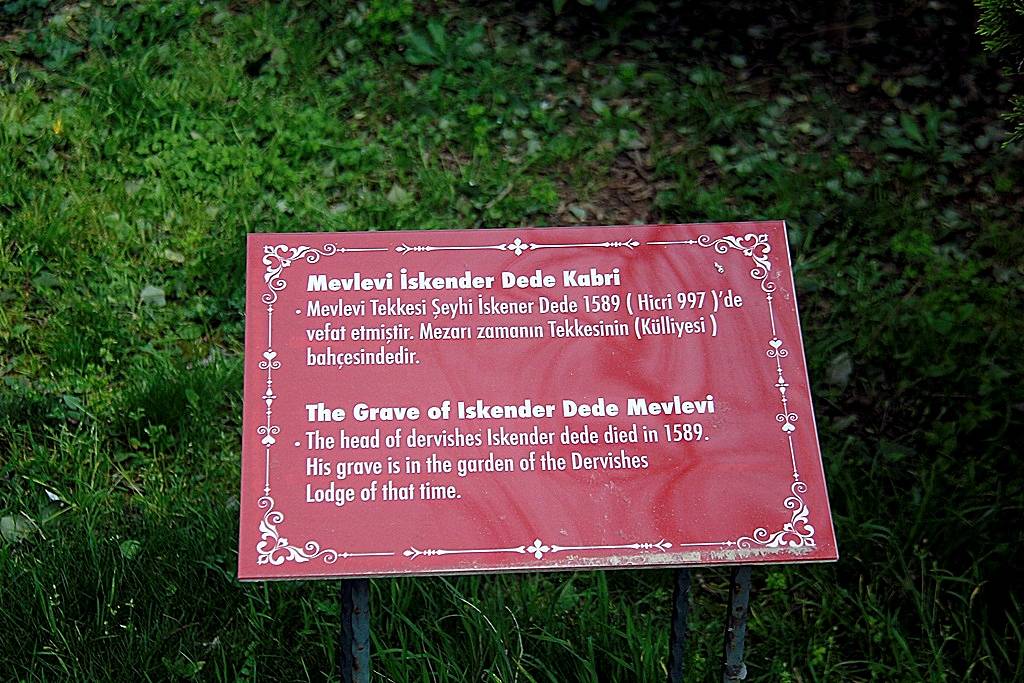 Mevlevi İskender Dede Kabri
- Mevlevi Tekkesi Şeyhi İskener Dede 1589 ( Hicri 997 )'de
vefat etmiştir. Mezarı zamanın Tekkesinin (Külliyesi )
bahçesindedir.
The Grave of Iskender Dede Mevlevi
- The head of dervishes Iskender dede died in 1589.
His grave is in the garden of the Dervishes
Lodge of that time.